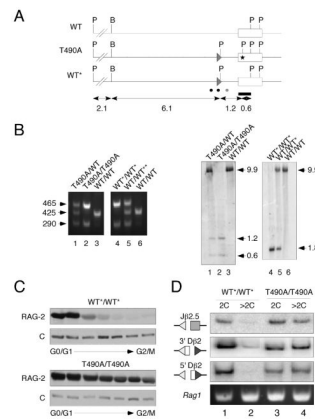 A
P B P P
WT
P B P P P
T490A
★
P B P P P
WT*
2.1 6.1 1.2 0.6
B
T490A/WT T490A/T490A WT/WT WT*/WT* WT/WT* WT/WT
465
425
290
1 2 3 4 5 6
T490A/WT T490A/T490A WT/WT
9.9
1.2
0.6
1 2 3
WT*/WT* WT*/WT WT/WT
9.9
1.8
4 5 6
C
WT*/WT*
RAG-2
C
G0/G1 G2/M
T490A/T490A
RAG-2
C
G0/G1 G2/M
D
WT*/WT* T490A/T490A
2C >2C 2C >2C
Jβ2.5
3' Dβ2
5' Dβ2
Rag1
1 2 3 4